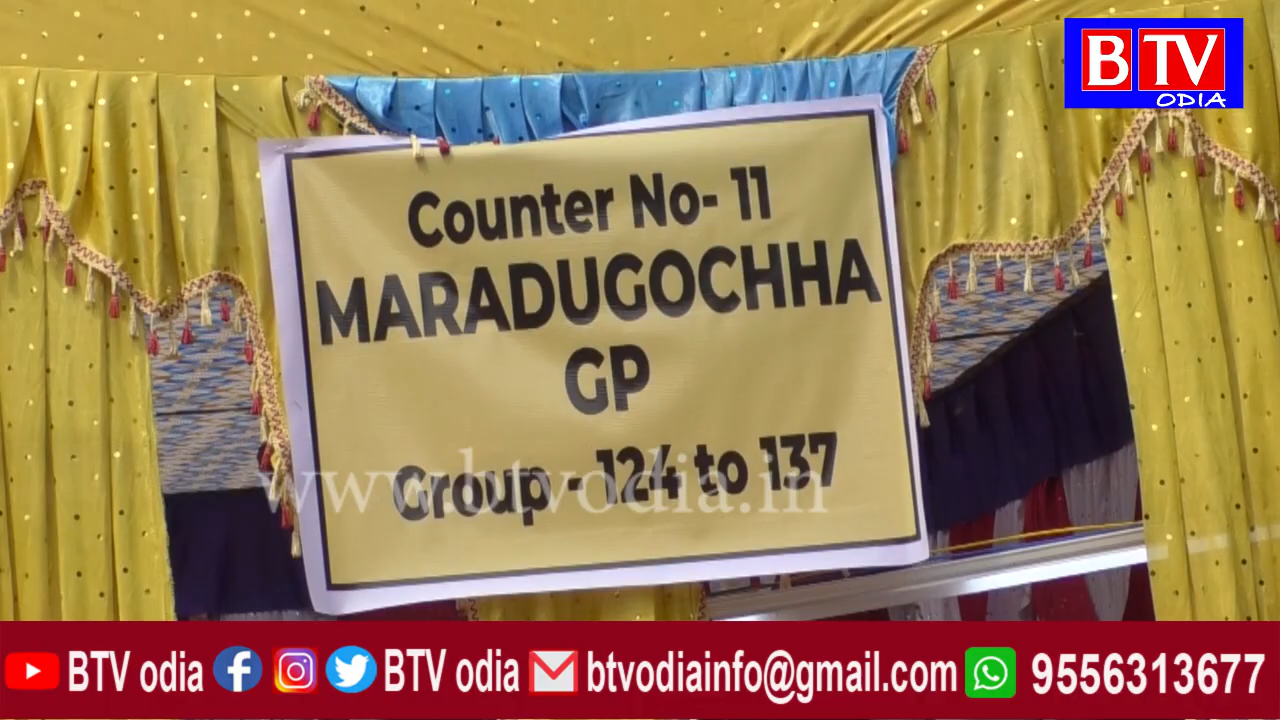 BTV
ODIA
Counter No- 11
MARADUGOCHHA
GP
Group - 124 to 137
www.btvodia.in
BTV odia BTV odia btvodiainfo@gmail.com 9556313677